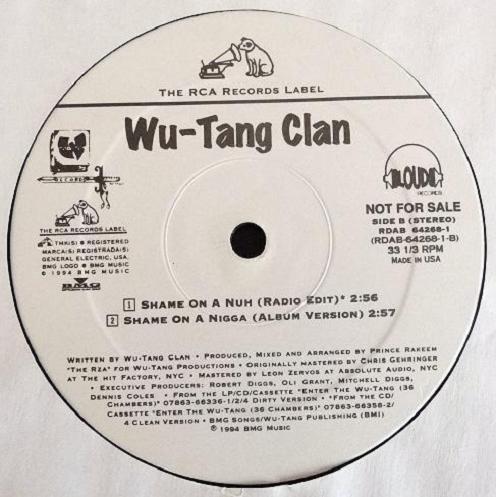 THE RCA RECORDS LABEL
Wu-Tang Clan
RECORDS
LOUD
RECORDS
THE RCA RECORDS LABEL
NOT FOR SALE
SIDE B (STEREO)
RDAB-64268-1
(RDAB-64268-1-B)
33 1/3 RPM
MADE IN USA
TMK(S) ® REGISTERED
MARCA(S) REGISTRADA(S)
GENERAL ELECTRIC, USA.
BMG LOGO ® BMG MUSIC
© 1994 BMG MUSIC
BMG
1 SHAME ON A NUH (RADIO EDIT)* 2:56
2 SHAME ON A NIGGA (ALBUM VERSION) 2:57
WRITTEN BY WU-TANG CLAN • PRODUCED, MIXED AND ARRANGED BY PRINCE RAKEEM
"THE RZA" FOR WU-TANG PRODUCTIONS • ORIGINALLY MASTERED BY CHRIS GEHRINGER
AT THE HIT FACTORY, NYC • MASTERED BY LEON ZERVOS AT ABSOLUTE AUDIO, NYC
• EXECUTIVE PRODUCERS: ROBERT DIGGS, OLI GRANT, MITCHELL DIGGS,
DENNIS COLES • FROM THE LP/CD/CASSETTE "ENTER THE WU-TANG (36
CHAMBERS)" 07863-66336-1/2/4 DIRTY VERSION • *FROM THE CD/
CASSETTE "ENTER THE WU-TANG (36 CHAMBERS)" 07863-66358-2/
4 CLEAN VERSION • BMG SONGS/WU-TANG PUBLISHING (BMI)
℗ 1994 BMG MUSIC